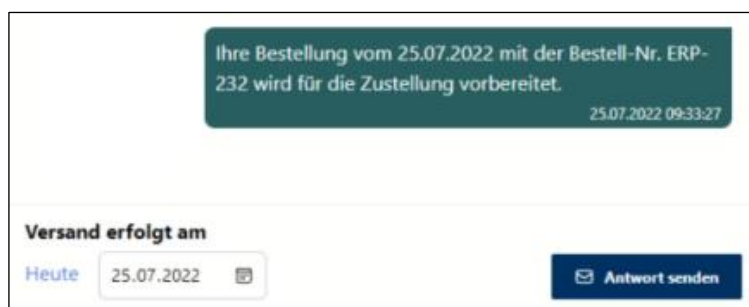 Ihre Bestellung vom 25.07.2022 mit der Bestell-Nr. ERP-
232 wird für die Zustellung vorbereitet.
25.07.2022 09:33:27
Versand erfolgt am
Heute 25.07.2022
Antwort senden